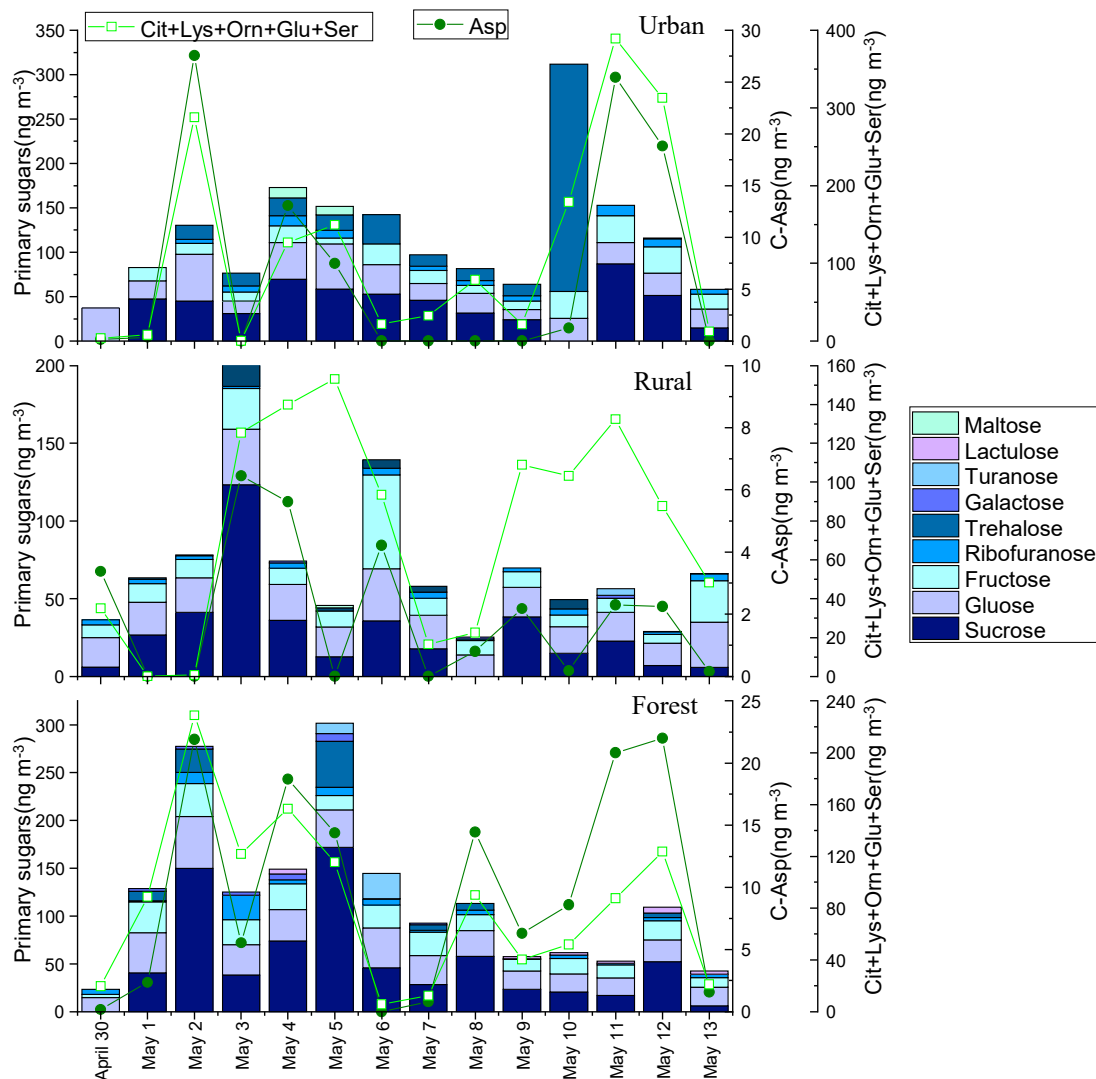 Cit+Lys+Orn+Glu+Ser
Asp
Urban
350
300
250
200
150
100
50
0
Primary sugars(ng m-3)
30
25
20
15
10
5
0
C-Asp(ng m-3)
400
300
200
100
0
Cit+Lys+Orn+Glu+Ser(ng m-3)
Rural
200
150
100
50
0
Primary sugars(ng m-3)
10
8
6
4
2
0
C-Asp(ng m-3)
160
140
120
100
80
60
40
20
0
Cit+Lys+Orn+Glu+Ser(ng m-3)
Maltose
Lactulose
Turanose
Galactose
Trehalose
Ribofuranose
Fructose
Gluose
Sucrose
Forest
300
250
200
150
100
50
0
Primary sugars(ng m-3)
25
20
15
10
5
0
C-Asp(ng m-3)
240
200
160
120
80
40
0
Cit+Lys+Orn+Glu+Ser(ng m-3)
April 30
May 1
May 2
May 3
May 4
May 5
May 6
May 7
May 8
May 9
May 10
May 11
May 12
May 13